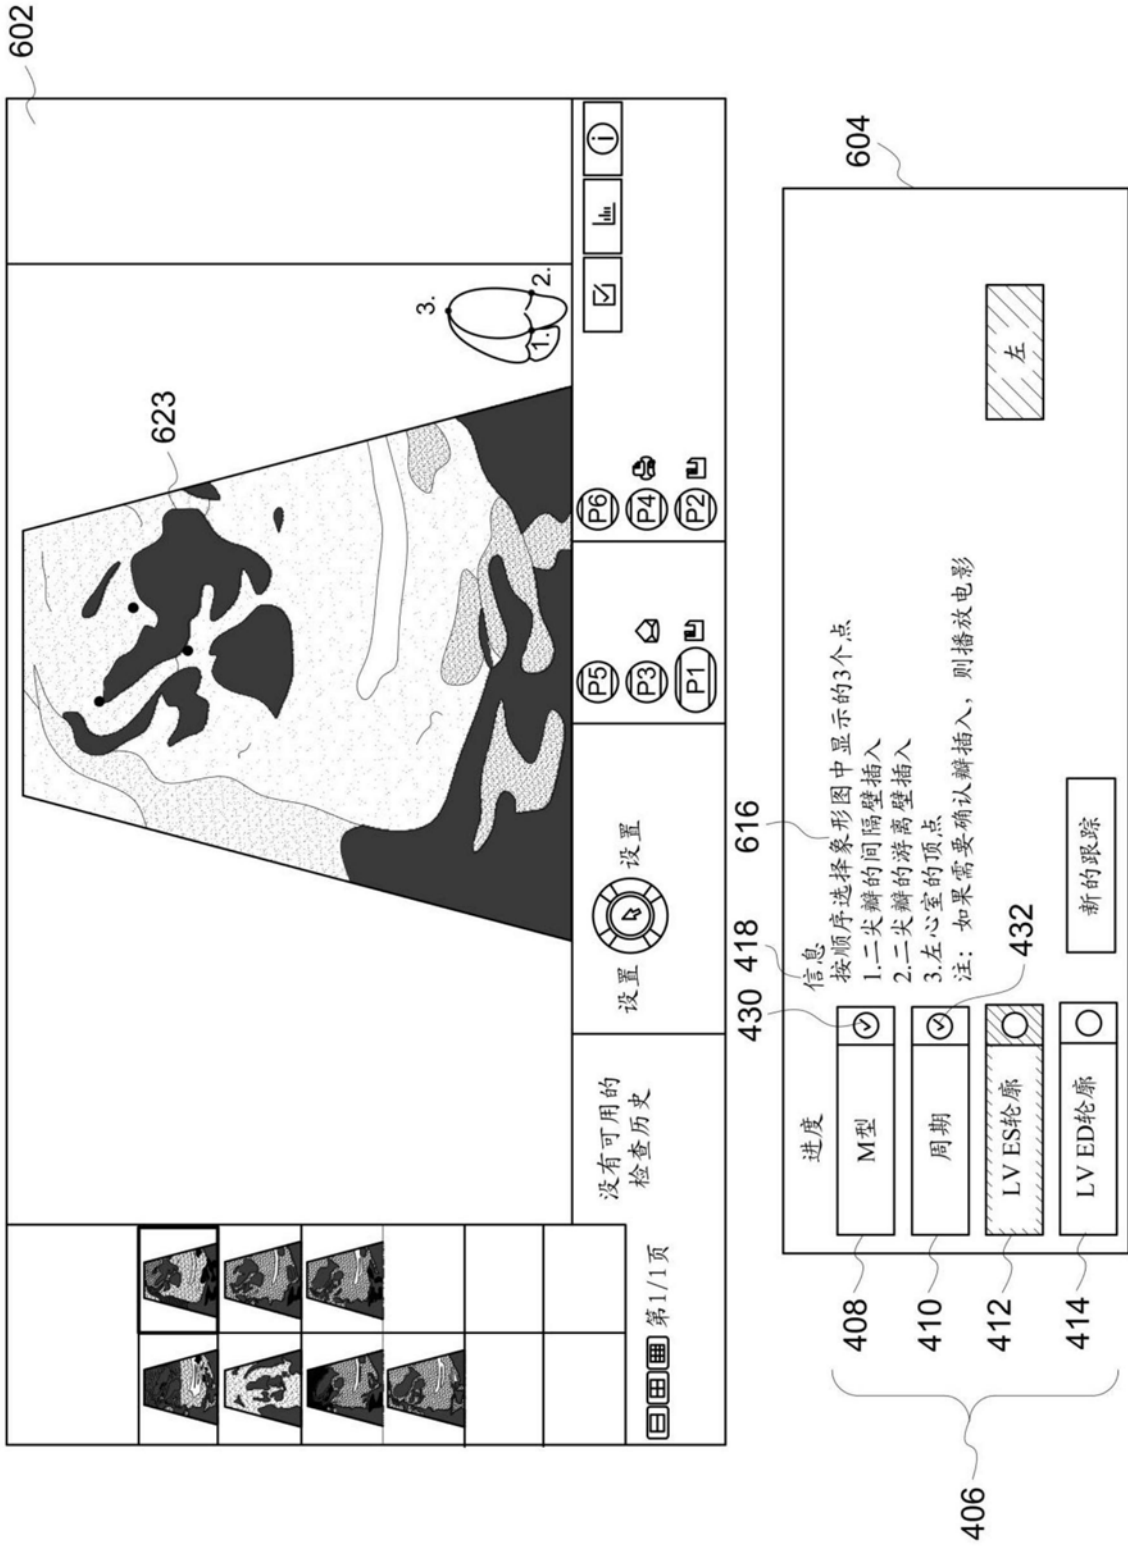 602
623
3.
2.
1.
没有可用的
检查历史
第1/1页
设置
设置
P5
P3
P1
P6
P4
P2
i
604
616
418
430
432
进度
信息
按顺序选择象形图中显示的3个点
1.二尖瓣的间隔壁插入
2.二尖瓣的游离壁插入
3.左心室的顶点
注：如果需要确认瓣插入，则播放电影
M型
周期
LV ES轮廓
LV ED轮廓
新的跟踪
左
408
410
412
414
406